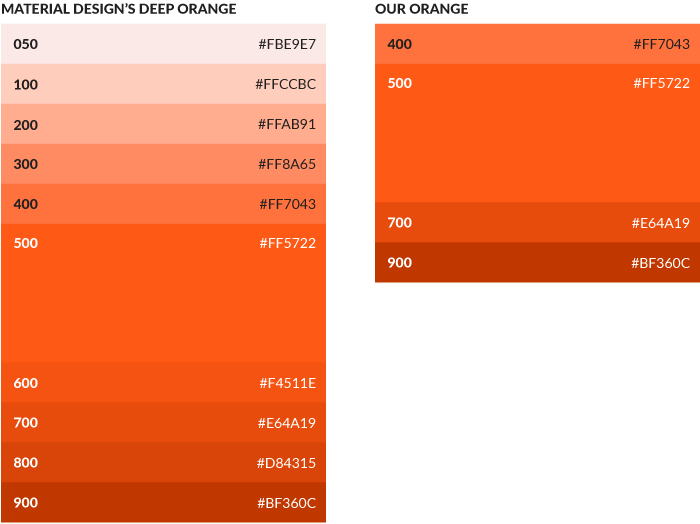 MATERIAL DESIGN'S DEEP ORANGE
050 #FBE9E7
100 #FFCCBC
200 #FFAB91
300 #FF8A65
400 #FF7043
500 #FF5722
600 #F4511E
700 #E64A19
800 #D84315
900 #BF360C
OUR ORANGE
400 #FF7043
500 #FF5722
700 #E64A19
900 #BF360C